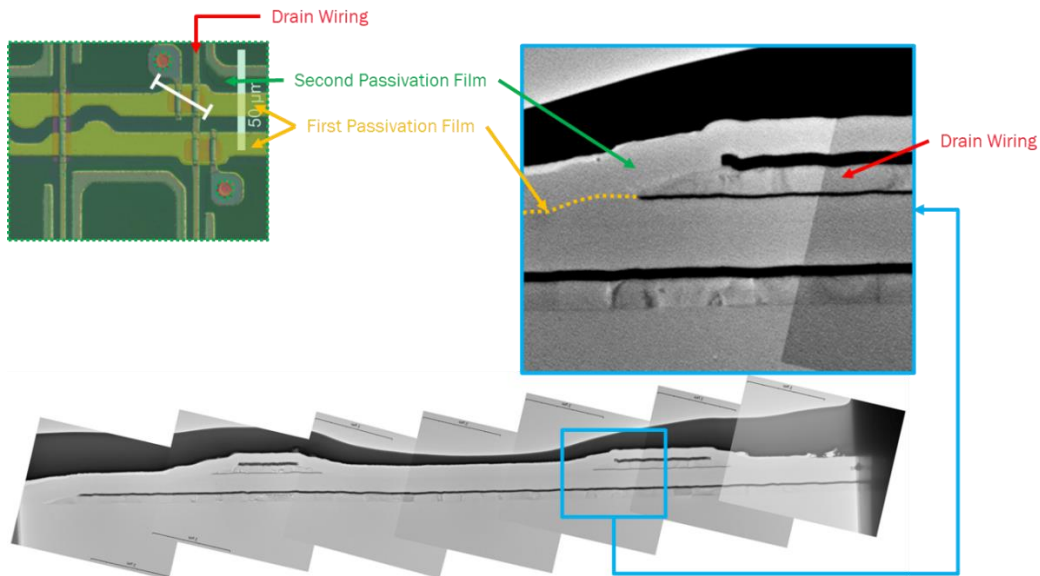 Drain Wiring
Second Passivation Film
50 μm
First Passivation Film
Drain Wiring